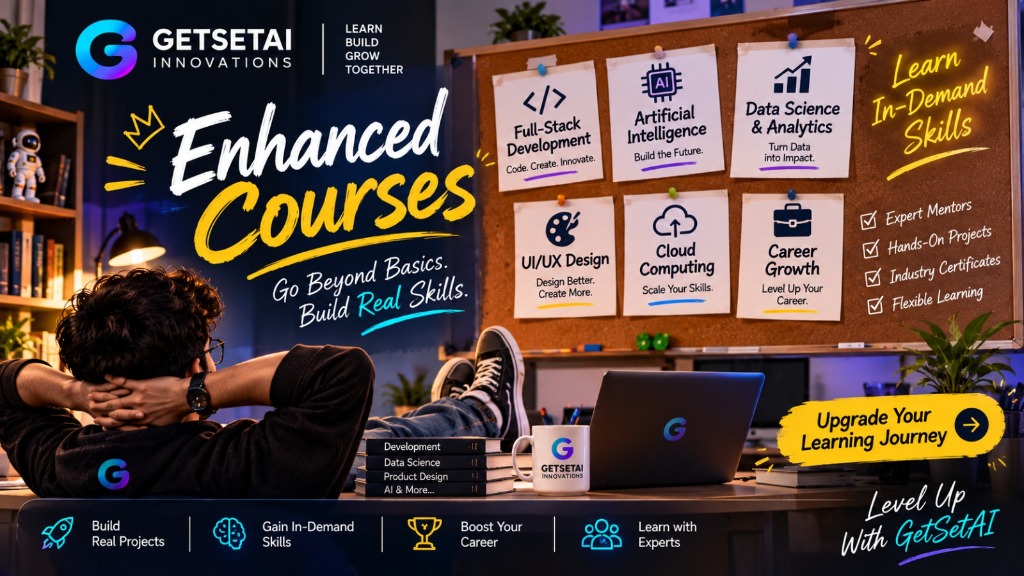 GETSETAI
INNOVATIONS
LEARN
BUILD
GROW
TOGETHER
Enhanced
Courses
Go Beyond Basics.
Build Real Skills.
</>
Full-Stack
Development
Code. Create. Innovate.
AI
Artificial
Intelligence
Build the Future.
Data Science
& Analytics
Turn Data
into Impact.
UI/UX Design
Design Better.
Create More.
Cloud
Computing
Scale Your Skills.
Career
Growth
Level Up Your
Career.
Learn
In-Demand
Skills
Expert Mentors
Hands-On Projects
Industry Certificates
Flexible Learning
Development
Data Science
Product Design
AI & More...
G
GETSETAI
INNOVATIONS
G
G
Upgrade Your
Learning Journey
Level Up
With GetSetAI
Build
Real Projects
Gain In-Demand
Skills
Boost Your
Career
Learn with
Experts